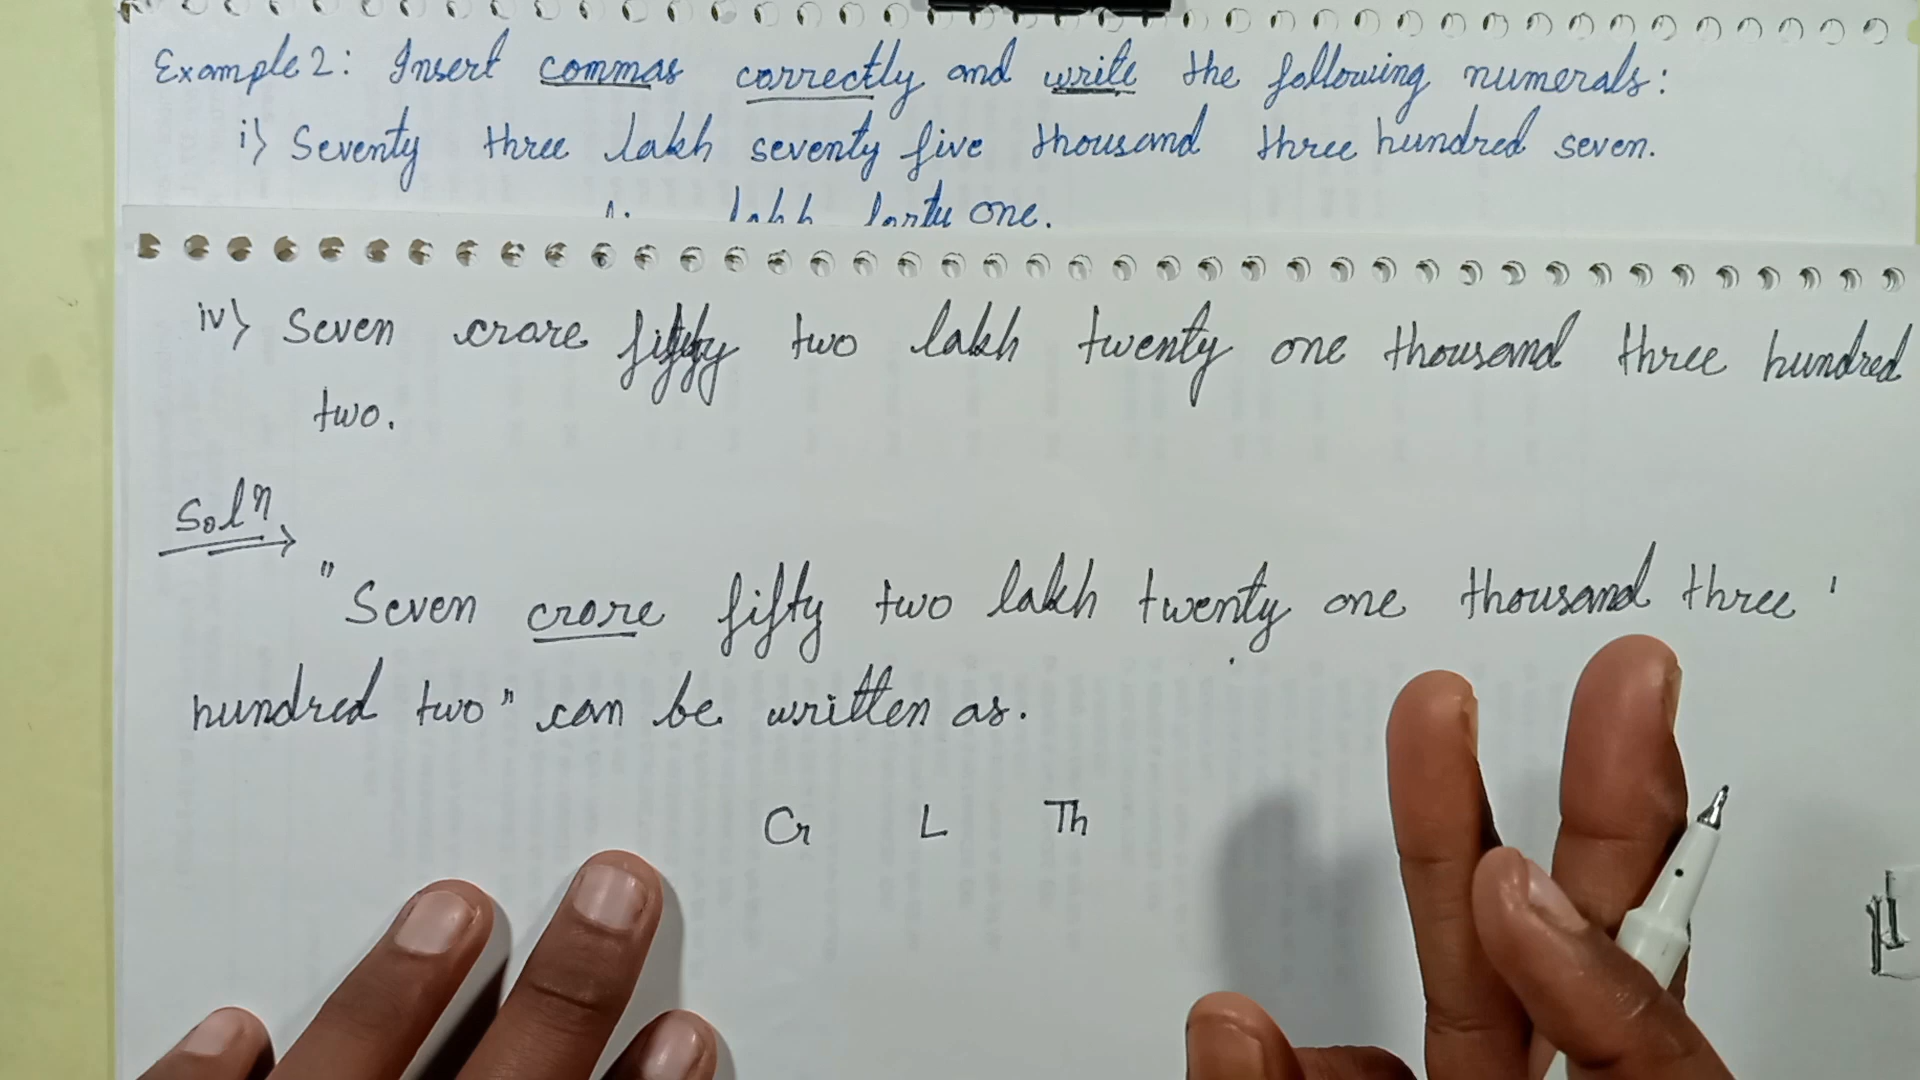 Example 2: Insert commas correctly and write the following numerals:
i) Seventy three lakh seventy five thousand three hundred seven.
lakh forty one.
iv) Seven crore fifty two lakh twenty one thousand three hundred
two.
Solⁿ
"Seven crore fifty two lakh twenty one thousand three
hundred two" can be written as.
Cr L Th